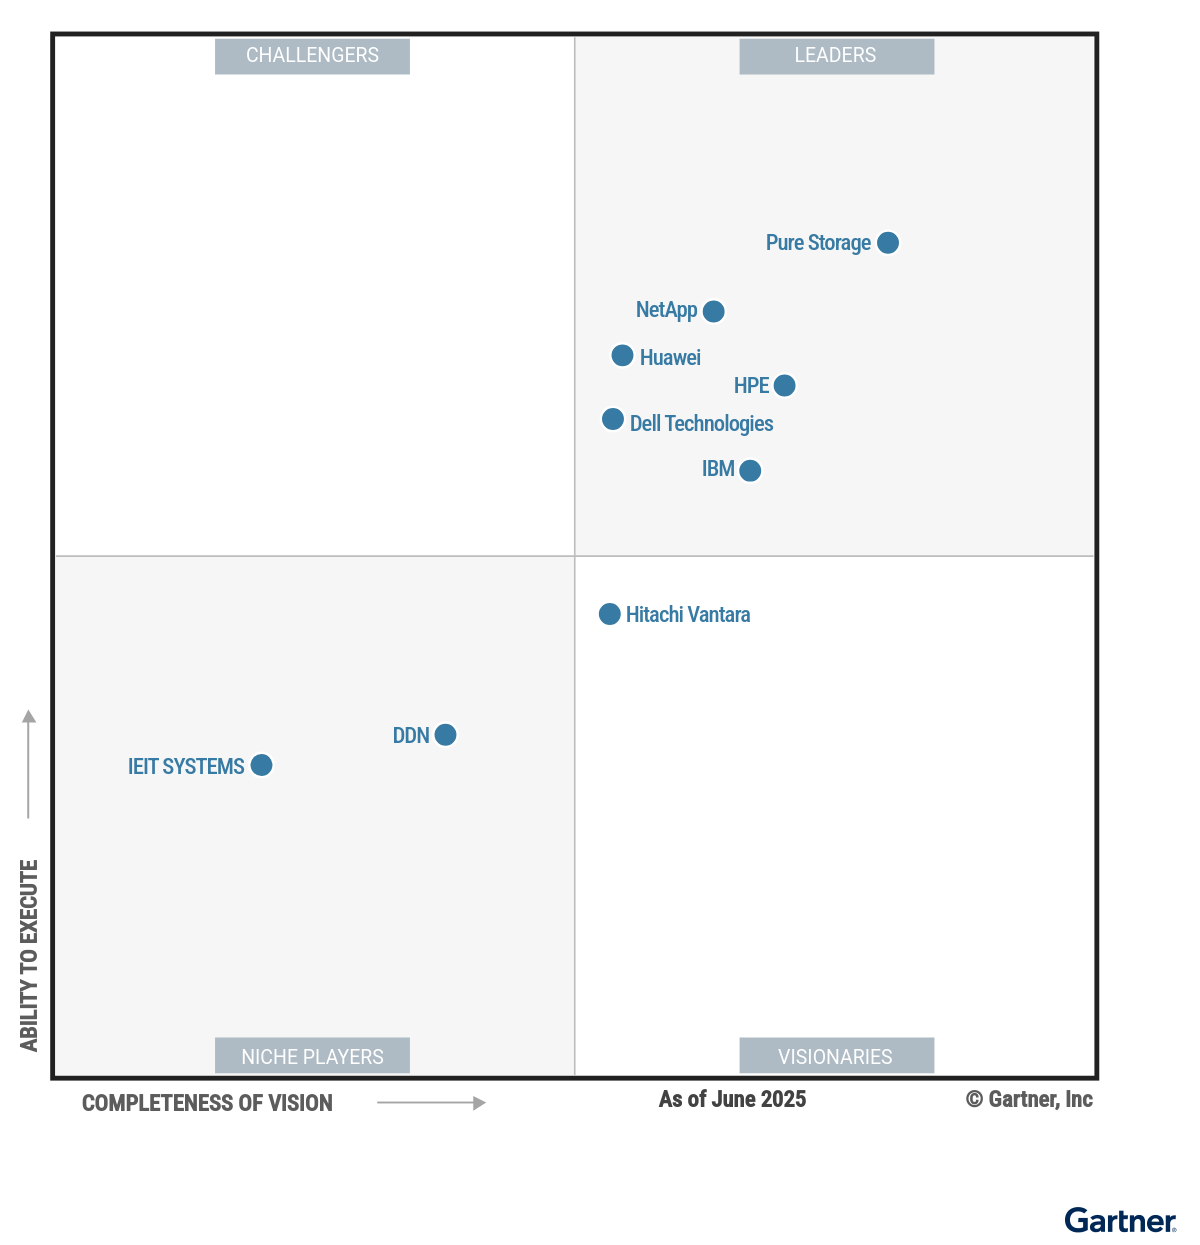 CHALLENGERS
LEADERS
Pure Storage
NetApp
Huawei
HPE
Dell Technologies
IBM
Hitachi Vantara
DDN
IEIT SYSTEMS
ABILITY TO EXECUTE
NICHE PLAYERS
VISIONARIES
COMPLETENESS OF VISION
As of June 2025
© Gartner, Inc
Gartner®